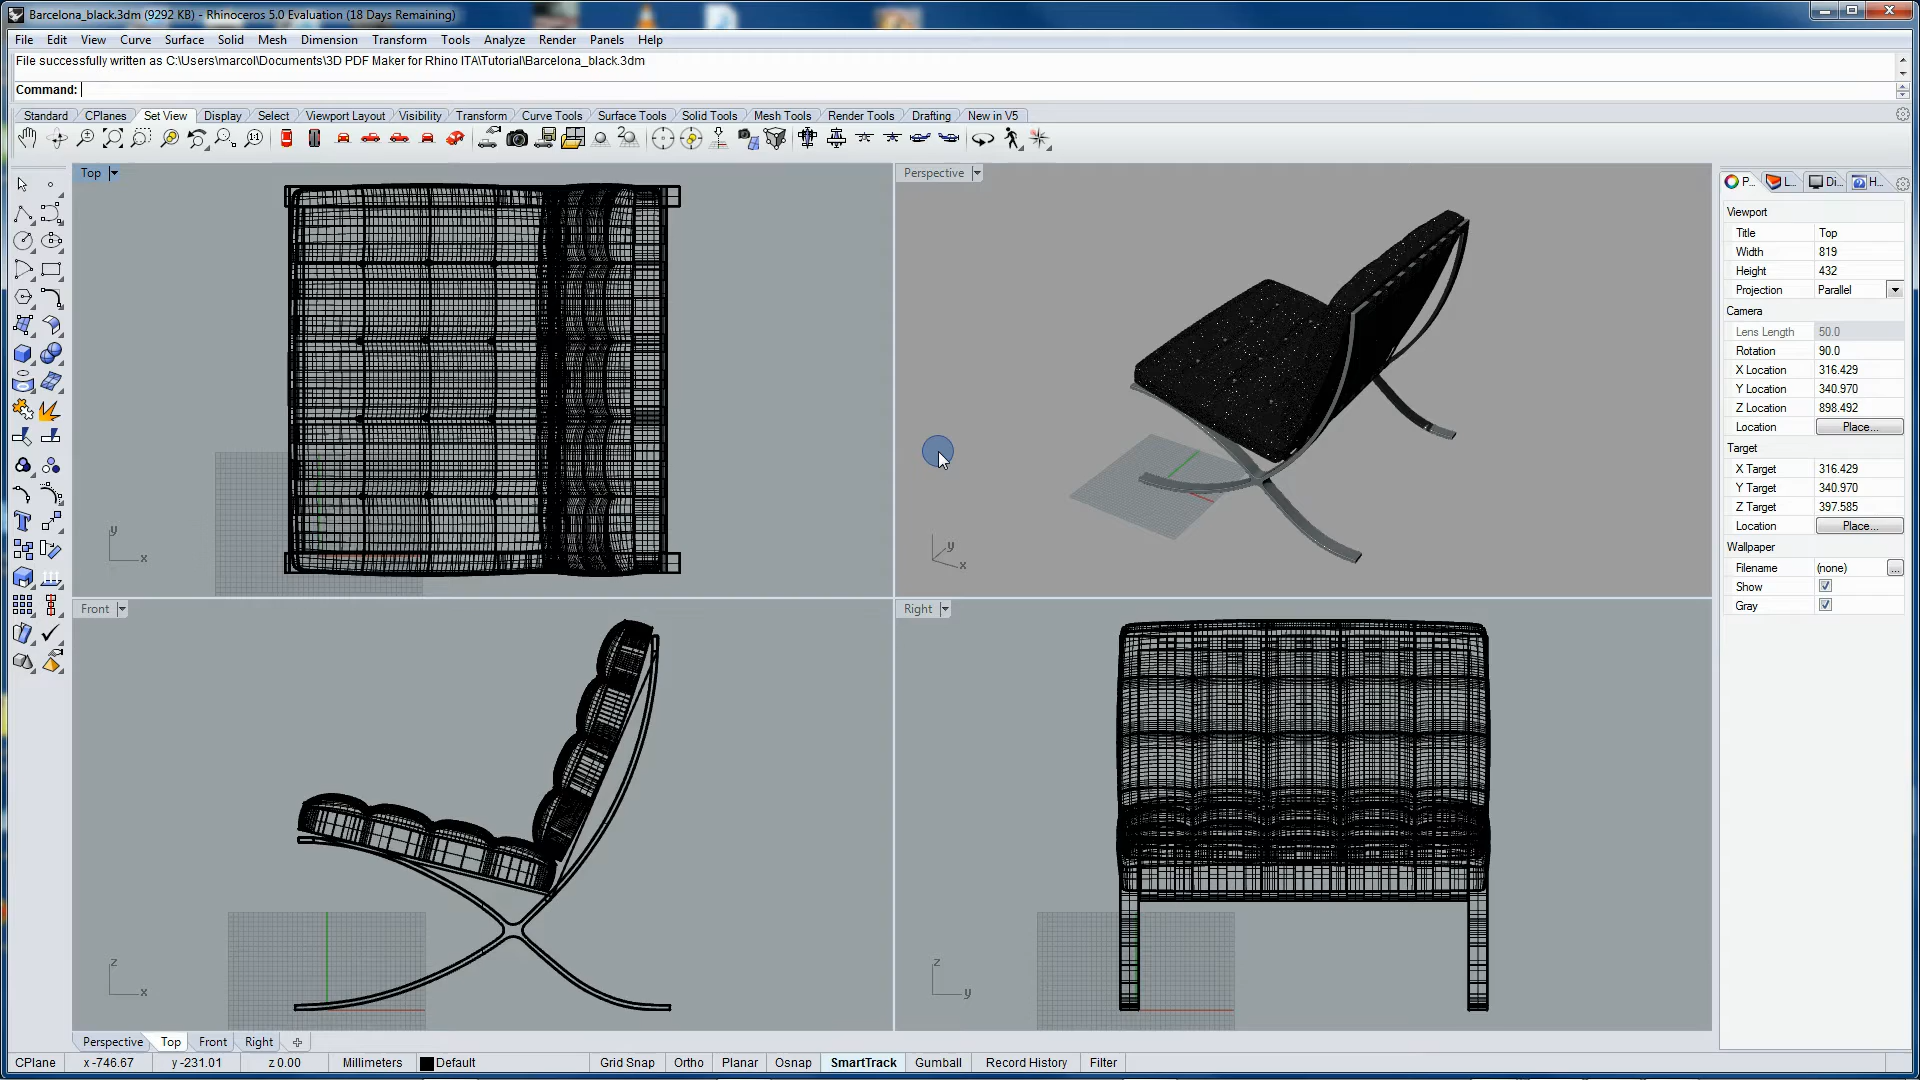 Barcelona_black.3dm (9292 KB) - Rhinoceros 5.0 Evaluation (18 Days Remaining)
File Edit View Curve Surface Solid Mesh Dimension Transform Tools Analyze Render Panels Help
File successfully written as C:\Users\marcol\Documents\3D PDF Maker for Rhino ITA\Tutorial\Barcelona_black.3dm
Command:
Standard CPlanes Set View Display Select Viewport Layout Visibility Transform Curve Tools Surface Tools Solid Tools Mesh Tools Render Tools Drafting New in V5
Top
y
x
Perspective
y
x
Front
z
x
Right
z
y
P... L... Di... H...
Viewport
Title Top
Width 819
Height 432
Projection Parallel
Camera
Lens Length 50.0
Rotation 90.0
X Location 316.429
Y Location 340.970
Z Location 898.492
Location Place...
Target
X Target 316.429
Y Target 340.970
Z Target 397.585
Location Place...
Wallpaper
Filename (none) ...
Show
Gray
Perspective Top Front Right
CPlane x -746.67 y -231.01 z 0.00 Millimeters Default Grid Snap Ortho Planar Osnap SmartTrack Gumball Record History Filter